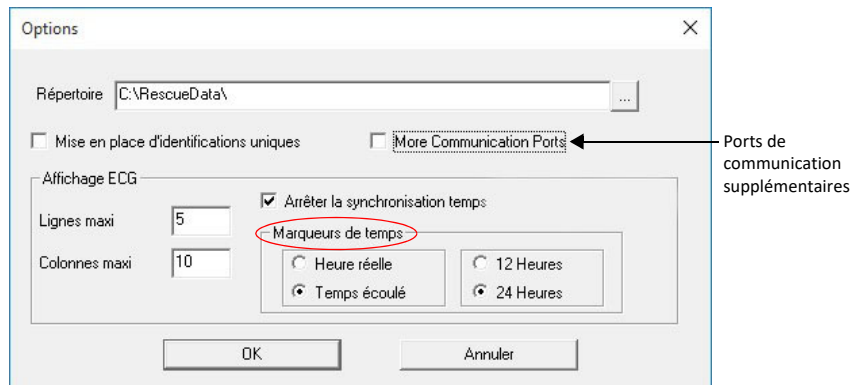 Options
Répertoire C:\RescueData\ ...
Mise en place d'identifications uniques More Communication Ports
Ports de
communication
supplémentaires
Affichage ECG
Lignes maxi 5
Colonnes maxi 10
Arrêter la synchronisation temps
Marqueurs de temps
Heure réelle
Temps écoulé
12 Heures
24 Heures
OK Annuler